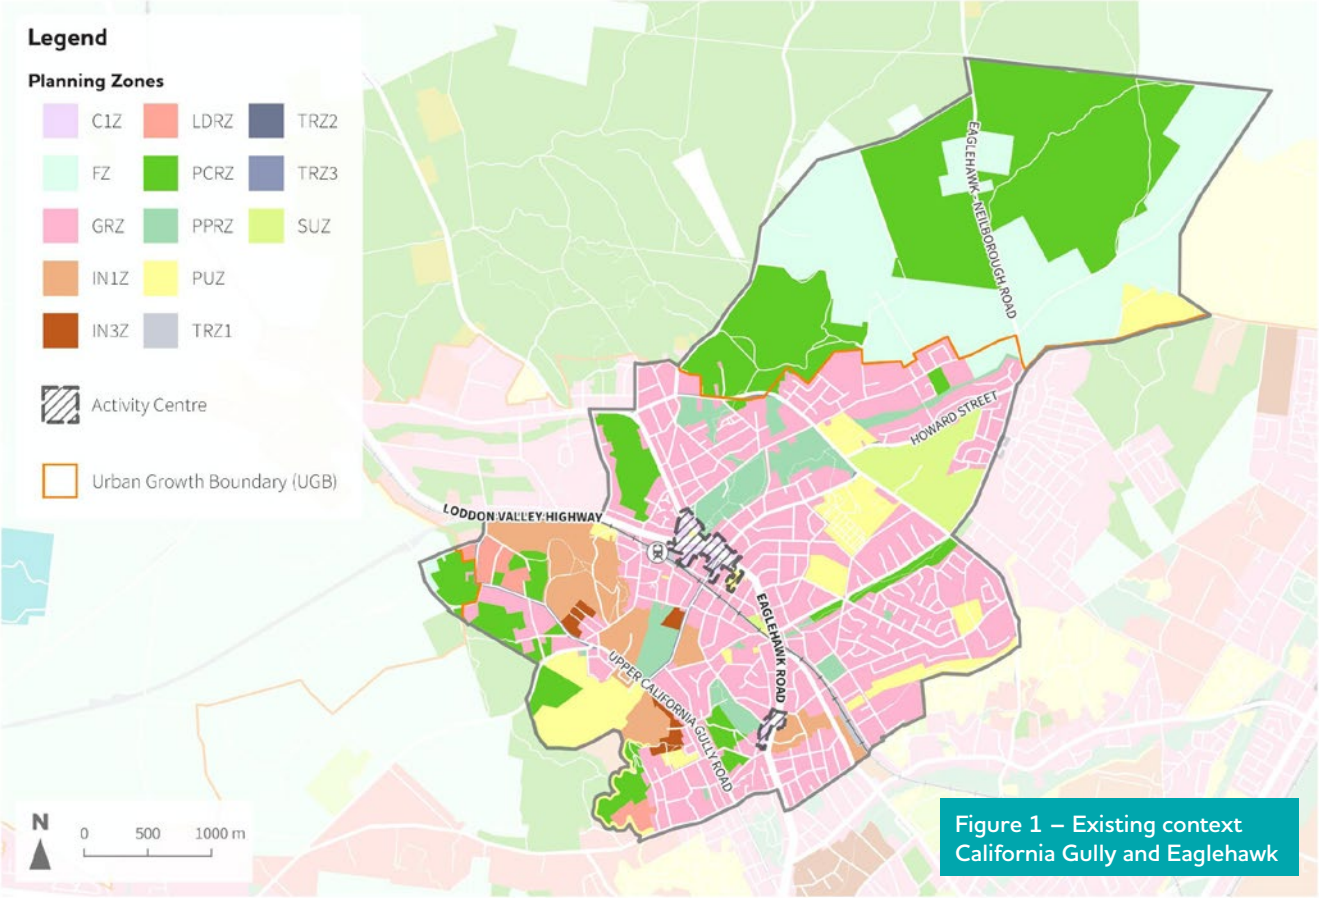 Legend
Planning Zones
C1Z LDRZ TRZ2
FZ PCRZ TRZ3
GRZ PPRZ SUZ
IN1Z PUZ
IN3Z TRZ1
Activity Centre
Urban Growth Boundary (UGB)
EAGLEHAWK - NEILBOROUGH ROAD
HOWARD STREET
LODDON VALLEY HIGHWAY
EAGLEHAWK ROAD
UPPER CALIFORNIA GULLY ROAD
N
0 500 1000 m
Figure 1 – Existing context
California Gully and Eaglehawk